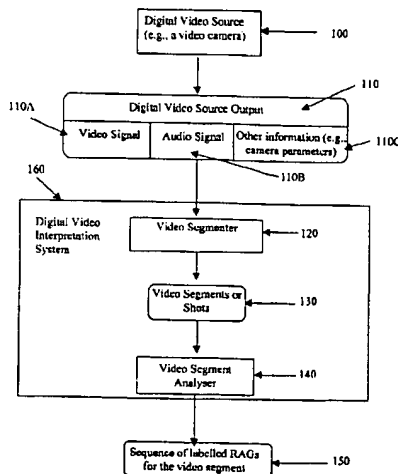 Digital Video Source
(e.g., a video camera)
100
110
110A
Digital Video Source Output
Video Signal
Audio Signal
Other information (e.g.,
camera parameters)
110C
160
110B
Digital Video
Interpretation
System
Video Segmenter
120
Video Segments or
Shots
130
Video Segment
Analyser
140
Sequence of labelled RAGs
for the video segment
150